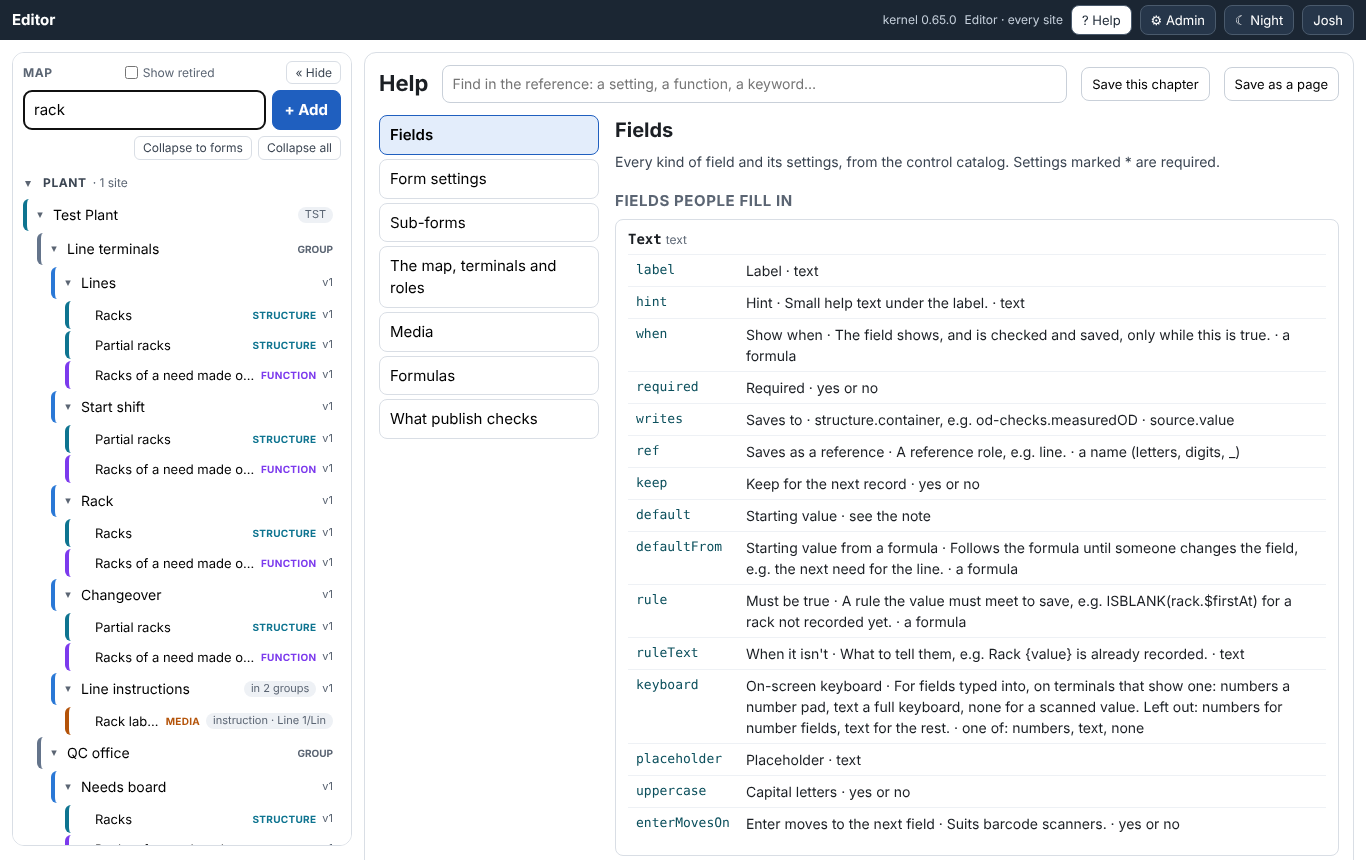 Editor
kernel 0.65.0 Editor · every site ? Help ⚙ Admin ☾ Night Josh
MAP Show retired « Hide
rack + Add
Collapse to forms Collapse all
▾ PLANT · 1 site
▾ Test Plant TST
▾ Line terminals GROUP
▾ Lines v1
Racks STRUCTURE v1
Partial racks STRUCTURE v1
Racks of a need made o... FUNCTION v1
▾ Start shift v1
Partial racks STRUCTURE v1
Racks of a need made o... FUNCTION v1
▾ Rack v1
Racks STRUCTURE v1
Racks of a need made o... FUNCTION v1
▾ Changeover v1
Partial racks STRUCTURE v1
Racks of a need made o... FUNCTION v1
▾ Line instructions in 2 groups v1
Rack lab... MEDIA instruction · Line 1/Lin
▾ QC office GROUP
▾ Needs board v1
Racks STRUCTURE v1
Help Find in the reference: a setting, a function, a keyword... Save this chapter Save as a page
Fields
Form settings
Sub-forms
The map, terminals and
roles
Media
Formulas
What publish checks
Fields
Every kind of field and its settings, from the control catalog. Settings marked * are required.
FIELDS PEOPLE FILL IN
Text text
label Label · text
hint Hint · Small help text under the label. · text
when Show when · The field shows, and is checked and saved, only while this is true. · a
formula
required Required · yes or no
writes Saves to · structure.container, e.g. od-checks.measuredOD · source.value
ref Saves as a reference · A reference role, e.g. line. · a name (letters, digits, _)
keep Keep for the next record · yes or no
default Starting value · see the note
defaultFrom Starting value from a formula · Follows the formula until someone changes the field,
e.g. the next need for the line. · a formula
rule Must be true · A rule the value must meet to save, e.g. ISBLANK(rack.$firstAt) for a
rack not recorded yet. · a formula
ruleText When it isn't · What to tell them, e.g. Rack {value} is already recorded. · text
keyboard On-screen keyboard · For fields typed into, on terminals that show one: numbers a
number pad, text a full keyboard, none for a scanned value. Left out: numbers for
number fields, text for the rest. · one of: numbers, text, none
placeholder Placeholder · text
uppercase Capital letters · yes or no
enterMovesOn Enter moves to the next field · Suits barcode scanners. · yes or no